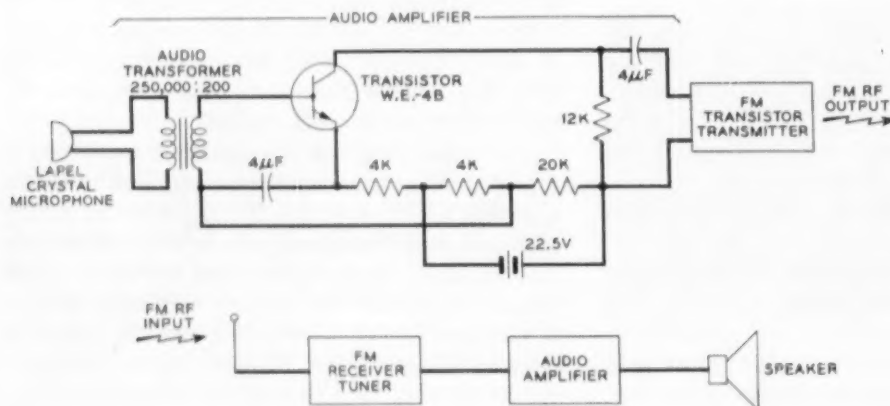 AUDIO AMPLIFIER
AUDIO
TRANSFORMER
250,000:200
TRANSISTOR
W.E.-4B
4μF
12K
FM
TRANSISTOR
TRANSMITTER
FM RF
OUTPUT
LAPEL
CRYSTAL
MICROPHONE
4μF
4K
4K
20K
22.5V
FM RF
INPUT
FM
RECEIVER
TUNER
AUDIO
AMPLIFIER
SPEAKER